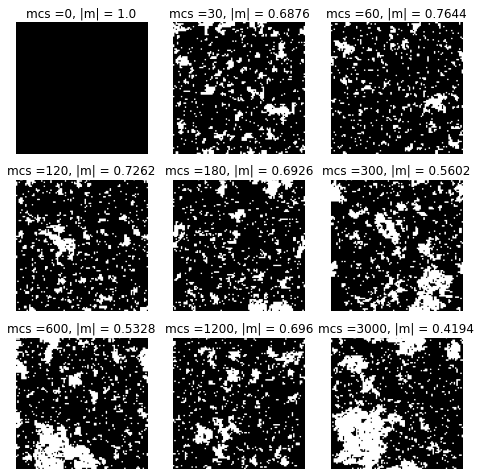 mcs =0, |m| = 1.0
mcs =30, |m| = 0.6876
mcs =60, |m| = 0.7644
mcs =120, |m| = 0.7262
mcs =180, |m| = 0.6926
mcs =300, |m| = 0.5602
mcs =600, |m| = 0.5328
mcs =1200, |m| = 0.696
mcs =3000, |m| = 0.4194